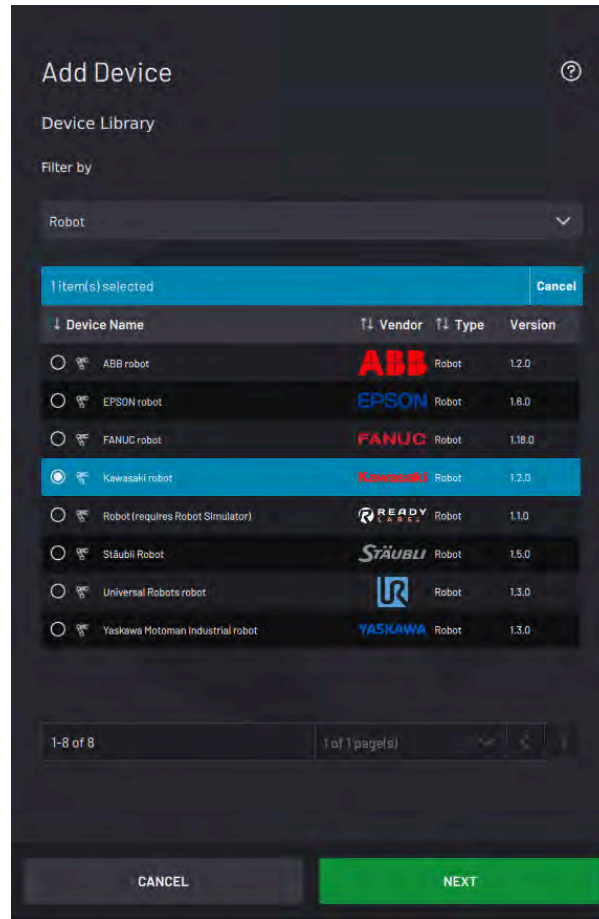 Add Device
Device Library
Filter by
Robot
1 item(s) selected Cancel
Device Name Vendor Type Version
ABB robot ABB Robot 1.2.0
EPSON robot EPSON Robot 1.6.0
FANUC robot FANUC Robot 1.18.0
Kawasaki robot Kawasaki Robot 1.2.0
Robot (requires Robot Simulator) READY LABEL Robot 1.1.0
Stäubli Robot STÄUBLI Robot 1.5.0
Universal Robots robot UR Robot 1.3.0
Yaskawa Motoman industrial robot YASKAWA Robot 1.3.0
1-8 of 8 1 of 1 page(s)
CANCEL NEXT